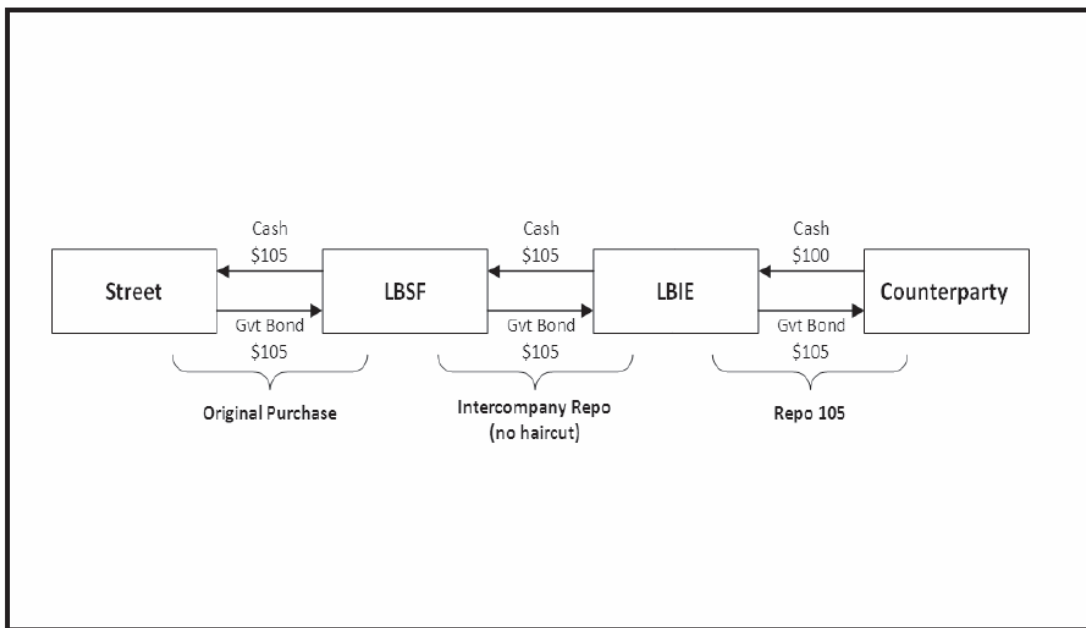 Cash
$105
Cash
$105
Cash
$100
Street
LBSF
LBIE
Counterparty
Gvt Bond
$105
Gvt Bond
$105
Gvt Bond
$105
Original Purchase
Intercompany Repo
(no haircut)
Repo 105